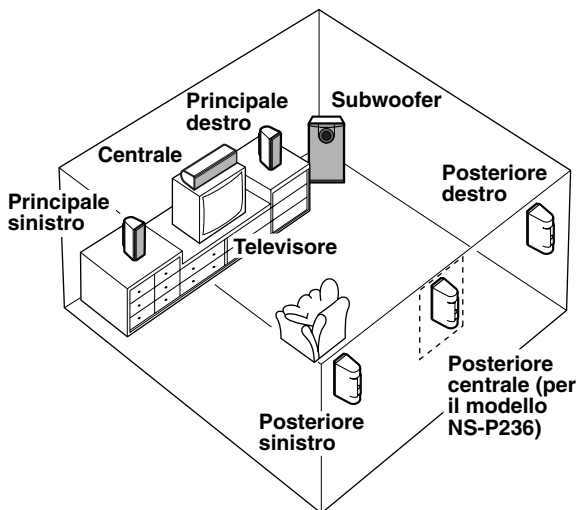 Principale
destro
Subwoofer
Centrale
Posteriore
destro
Principale
sinistro
Televisore
Posteriore
centrale (per
il modello
NS-P236)
Posteriore
sinistro